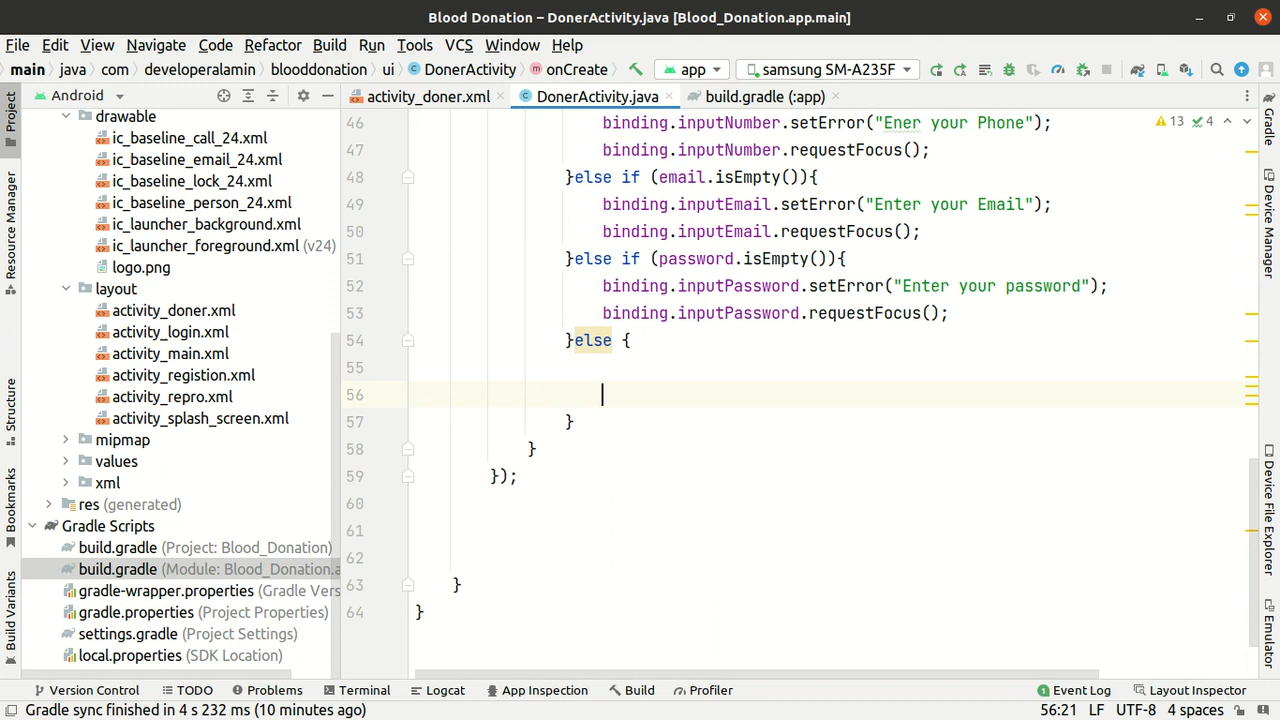 Blood Donation – DonerActivity.java [Blood_Donation.app.main]
File Edit View Navigate Code Refactor Build Run Tools VCS Window Help
main java com developeralamin blooddonation ui DonerActivity onCreate app samsung SM-A235F
Project Android activity_doner.xml DonerActivity.java build.gradle (:app) Gradle
drawable
ic_baseline_call_24.xml
ic_baseline_email_24.xml
ic_baseline_lock_24.xml
ic_baseline_person_24.xml
ic_launcher_background.xml
ic_launcher_foreground.xml (v24)
logo.png
layout
activity_doner.xml
activity_login.xml
activity_main.xml
activity_registion.xml
activity_repro.xml
activity_splash_screen.xml
mipmap
values
xml
res (generated)
Gradle Scripts
build.gradle (Project: Blood_Donation)
build.gradle (Module: Blood_Donation.a
gradle-wrapper.properties (Gradle Vers
gradle.properties (Project Properties)
settings.gradle (Project Settings)
local.properties (SDK Location)
Resource Manager
Structure
Bookmarks
Build Variants
13 4
46 binding.inputNumber.setError("Ener your Phone");
47 binding.inputNumber.requestFocus();
48 }else if (email.isEmpty()){
49 binding.inputEmail.setError("Enter your Email");
50 binding.inputEmail.requestFocus();
51 }else if (password.isEmpty()){
52 binding.inputPassword.setError("Enter your password");
53 binding.inputPassword.requestFocus();
54 }else {
55
56
57 }
58 }
59 });
60
61
62
63 }
64 }
Device Manager
Device File Explorer
Emulator
Version Control TODO Problems Terminal Logcat App Inspection Build Profiler 1 Event Log Layout Inspector
Gradle sync finished in 4 s 232 ms (10 minutes ago) 56:21 LF UTF-8 4 spaces